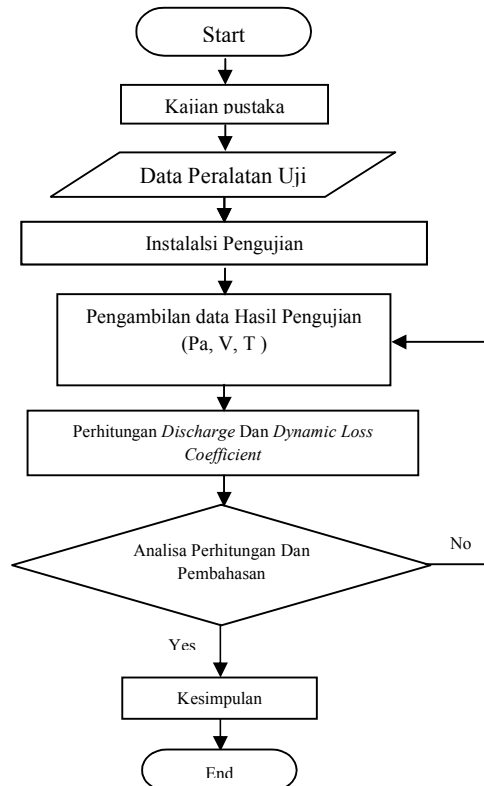 Start
Kajian pustaka
Data Peralatan Uji
Instalalsi Pengujian
Pengambilan data Hasil Pengujian
(Pa, V, T )
Perhitungan Discharge Dan Dynamic Loss
Coefficient
Analisa Perhitungan Dan
Pembahasan
No
Yes
Kesimpulan
End